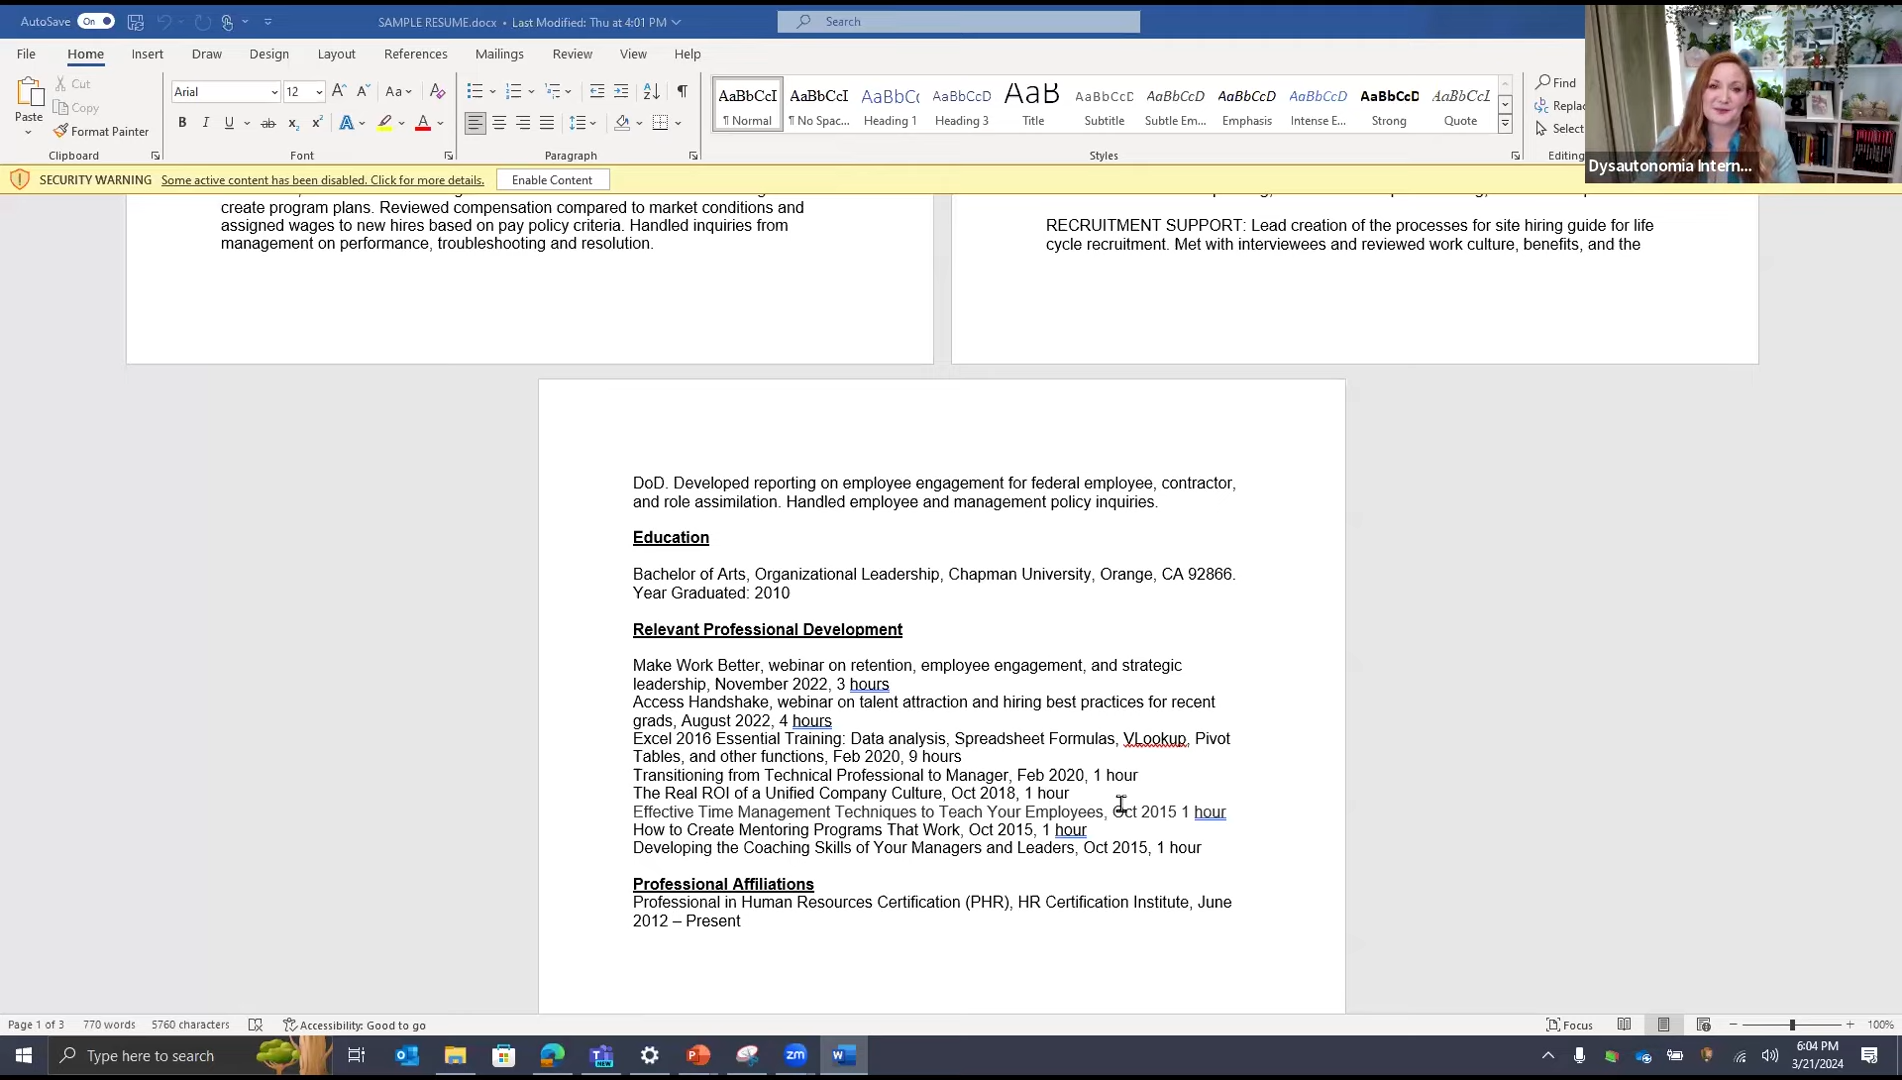 AutoSave On SAMPLE RESUME.docx • Last Modified: Thu at 4:01 PM Search
File Home Insert Draw Design Layout References Mailings Review View Help
Paste
Cut
Copy
Format Painter
Clipboard
Arial 12
Font
Paragraph
AaBbCcI AaBbCcI AaBbCc AaBbCcD AaB AaBbCcD AaBbCcD AaBbCcD AaBbCcD AaBbCcD AaBbCcL
¶ Normal ¶ No Spac... Heading 1 Heading 3 Title Subtitle Subtle Em... Emphasis Intense E... Strong Quote
Styles
Find
Replac
Select
Editing
Dysautonomia Intern...
SECURITY WARNING Some active content has been disabled. Click for more details. Enable Content
create program plans. Reviewed compensation compared to market conditions and
assigned wages to new hires based on pay policy criteria. Handled inquiries from
management on performance, troubleshooting and resolution.
RECRUITMENT SUPPORT: Lead creation of the processes for site hiring guide for life
cycle recruitment. Met with interviewees and reviewed work culture, benefits, and the
DoD. Developed reporting on employee engagement for federal employee, contractor,
and role assimilation. Handled employee and management policy inquiries.
Education
Bachelor of Arts, Organizational Leadership, Chapman University, Orange, CA 92866.
Year Graduated: 2010
Relevant Professional Development
Make Work Better, webinar on retention, employee engagement, and strategic
leadership, November 2022, 3 hours
Access Handshake, webinar on talent attraction and hiring best practices for recent
grads, August 2022, 4 hours
Excel 2016 Essential Training: Data analysis, Spreadsheet Formulas, VLookup, Pivot
Tables, and other functions, Feb 2020, 9 hours
Transitioning from Technical Professional to Manager, Feb 2020, 1 hour
The Real ROI of a Unified Company Culture, Oct 2018, 1 hour
Effective Time Management Techniques to Teach Your Employees, Oct 2015 1 hour
How to Create Mentoring Programs That Work, Oct 2015, 1 hour
Developing the Coaching Skills of Your Managers and Leaders, Oct 2015, 1 hour
Professional Affiliations
Professional in Human Resources Certification (PHR), HR Certification Institute, June
2012 – Present
Page 1 of 3 770 words 5760 characters Accessibility: Good to go Focus 100%
Type here to search
6:04 PM
3/21/2024